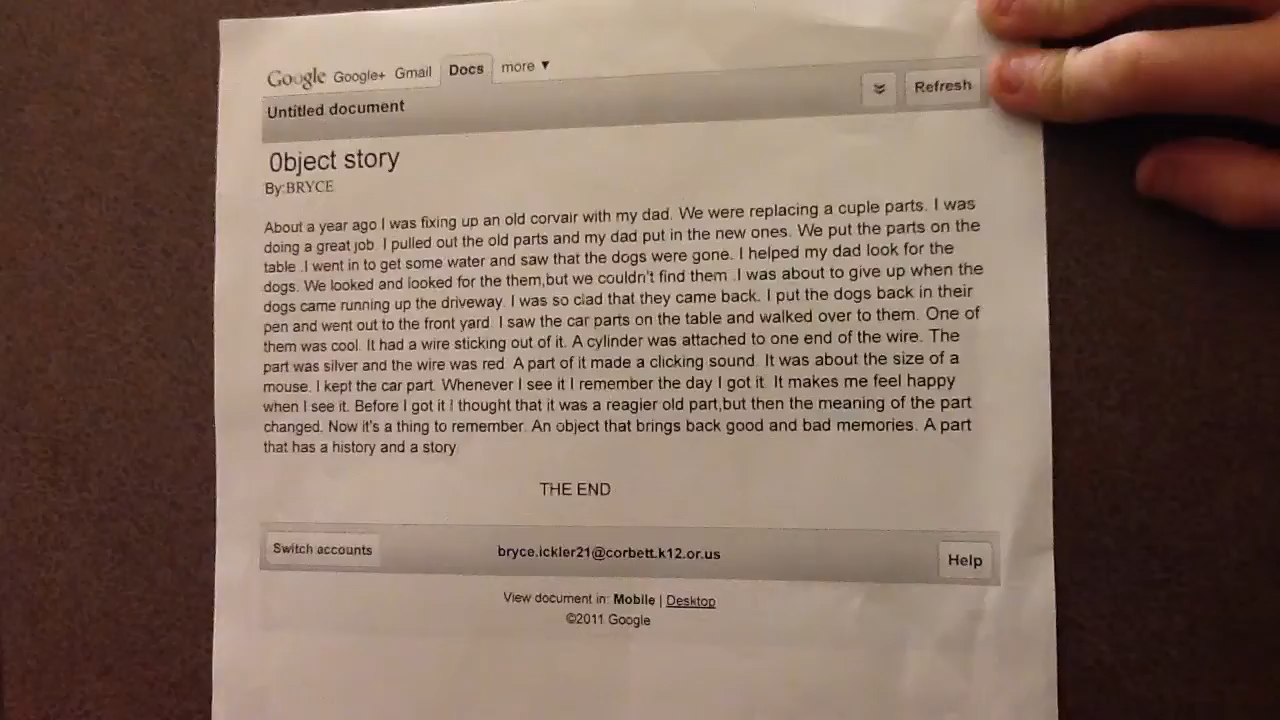 Google Google+ Gmail Docs more ▼
Untitled document Refresh
0bject story
By:BRYCE
About a year ago I was fixing up an old corvair with my dad. We were replacing a cuple parts. I was
doing a great job. I pulled out the old parts and my dad put in the new ones. We put the parts on the
table .I went in to get some water and saw that the dogs were gone. I helped my dad look for the
dogs. We looked and looked for the them,but we couldn't find them .I was about to give up when the
dogs came running up the driveway. I was so clad that they came back. I put the dogs back in their
pen and went out to the front yard. I saw the car parts on the table and walked over to them. One of
them was cool. It had a wire sticking out of it. A cylinder was attached to one end of the wire. The
part was silver and the wire was red. A part of it made a clicking sound. It was about the size of a
mouse. I kept the car part. Whenever I see it I remember the day I got it. It makes me feel happy
when I see it. Before I got it I thought that it was a reagier old part,but then the meaning of the part
changed. Now it's a thing to remember. An object that brings back good and bad memories. A part
that has a history and a story
THE END
Switch accounts bryce.ickler21@corbett.k12.or.us Help
View document in: Mobile | Desktop
©2011 Google